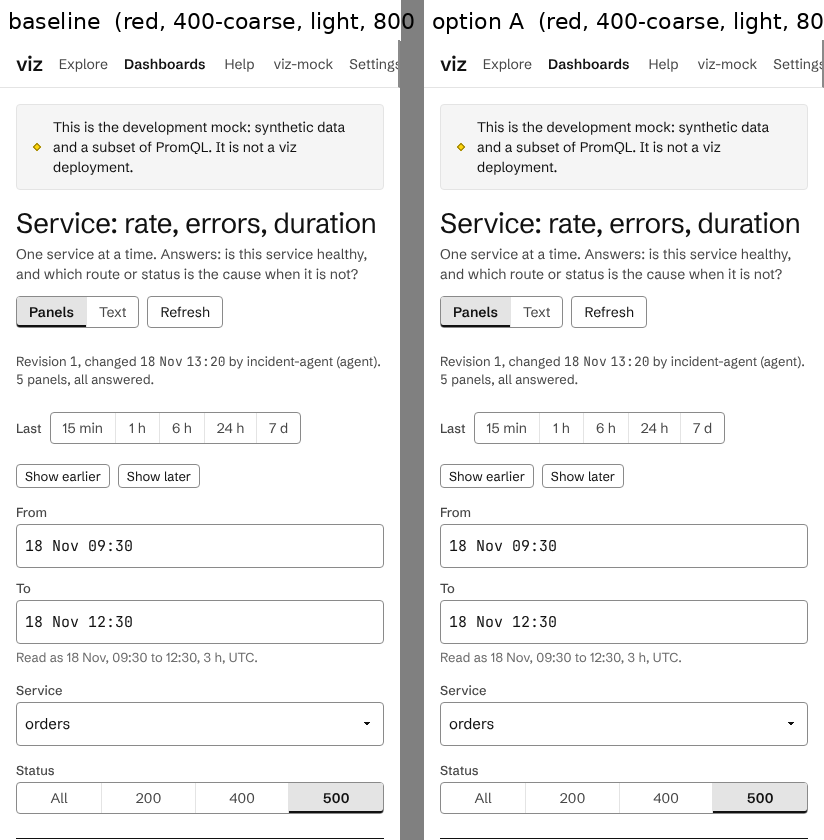 baseline (red, 400-coarse, light, 800
viz Explore Dashboards Help viz-mock Settings
This is the development mock: synthetic data
and a subset of PromQL. It is not a viz
deployment.
Service: rate, errors, duration
One service at a time. Answers: is this service healthy,
and which route or status is the cause when it is not?
Panels Text Refresh
Revision 1, changed 18 Nov 13:20 by incident-agent (agent).
5 panels, all answered.
Last 15 min 1 h 6 h 24 h 7 d
Show earlier Show later
From
18 Nov 09:30
To
18 Nov 12:30
Read as 18 Nov, 09:30 to 12:30, 3 h, UTC.
Service
orders
Status
All 200 400 500
option A (red, 400-coarse, light, 80
viz Explore Dashboards Help viz-mock Settings
This is the development mock: synthetic data
and a subset of PromQL. It is not a viz
deployment.
Service: rate, errors, duration
One service at a time. Answers: is this service healthy,
and which route or status is the cause when it is not?
Panels Text Refresh
Revision 1, changed 18 Nov 13:20 by incident-agent (agent).
5 panels, all answered.
Last 15 min 1 h 6 h 24 h 7 d
Show earlier Show later
From
18 Nov 09:30
To
18 Nov 12:30
Read as 18 Nov, 09:30 to 12:30, 3 h, UTC.
Service
orders
Status
All 200 400 500